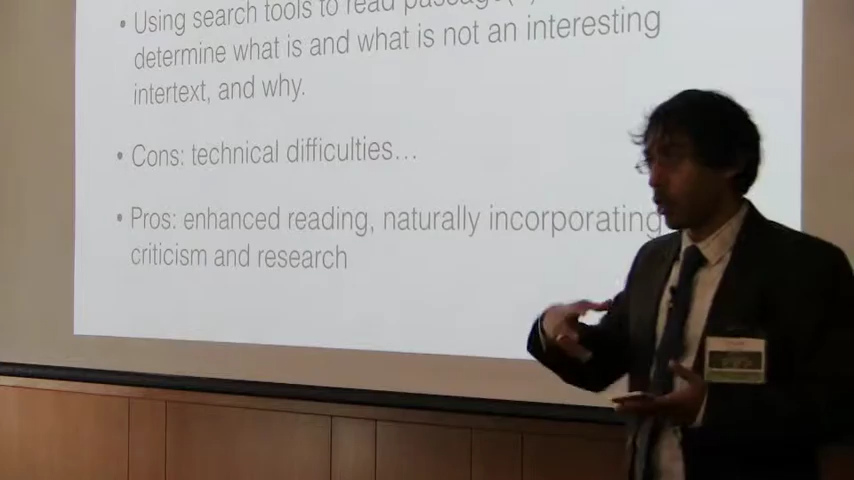 • Using search tools to read
determine what is and what is not an interesting
intertext, and why.
• Cons: technical difficulties…
• Pros: enhanced reading, naturally incorporating
criticism and research